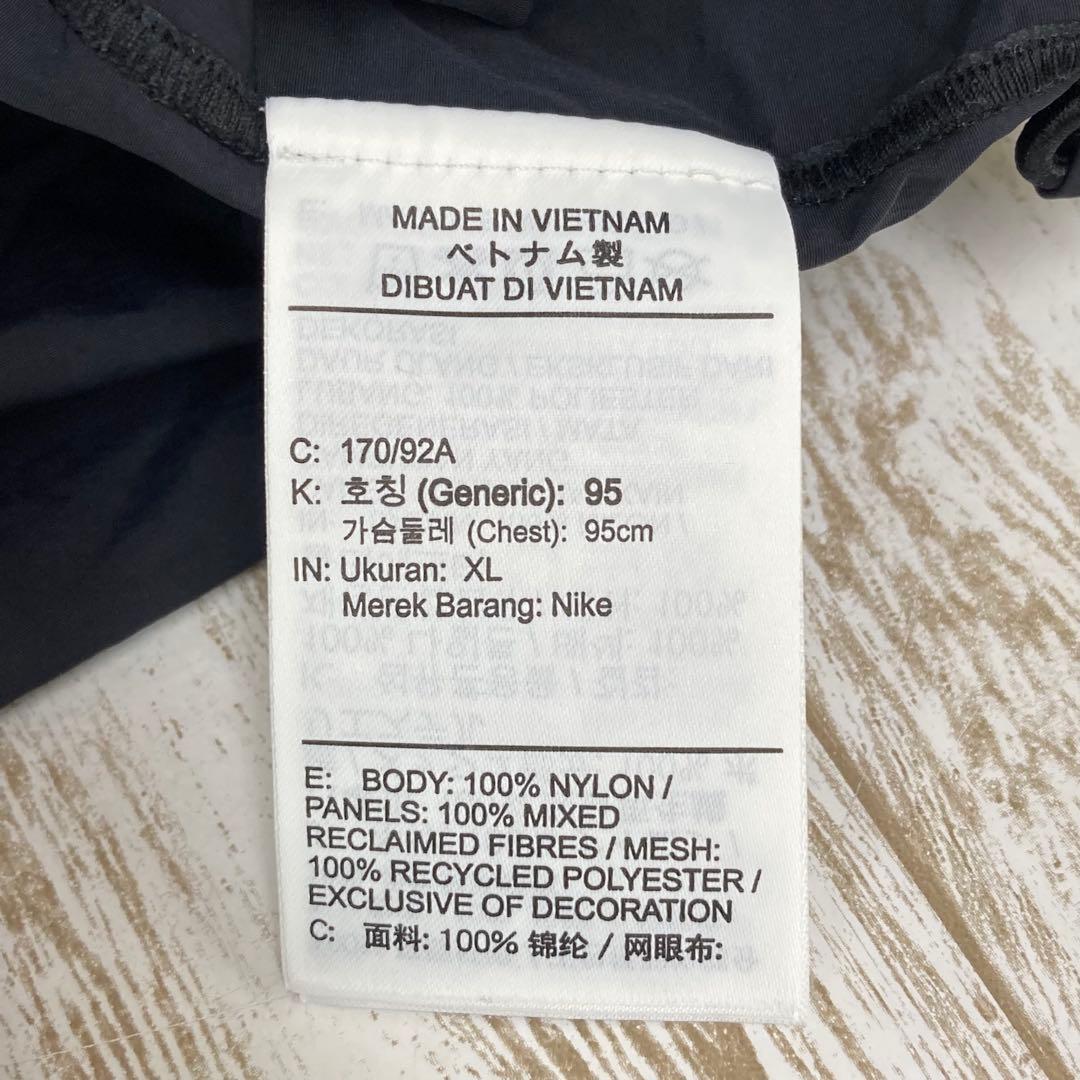 MADE IN VIETNAM
ベトナム製
DIBUAT DI VIETNAM
C: 170/92A
K: 호칭 (Generic): 95
가슴둘레 (Chest): 95cm
IN: Ukuran: XL
Merek Barang: Nike
E: BODY: 100% NYLON /
PANELS: 100% MIXED
RECLAIMED FIBRES / MESH:
100% RECYCLED POLYESTER /
EXCLUSIVE OF DECORATION
C: 面料: 100% 锦纶 / 网眼布: